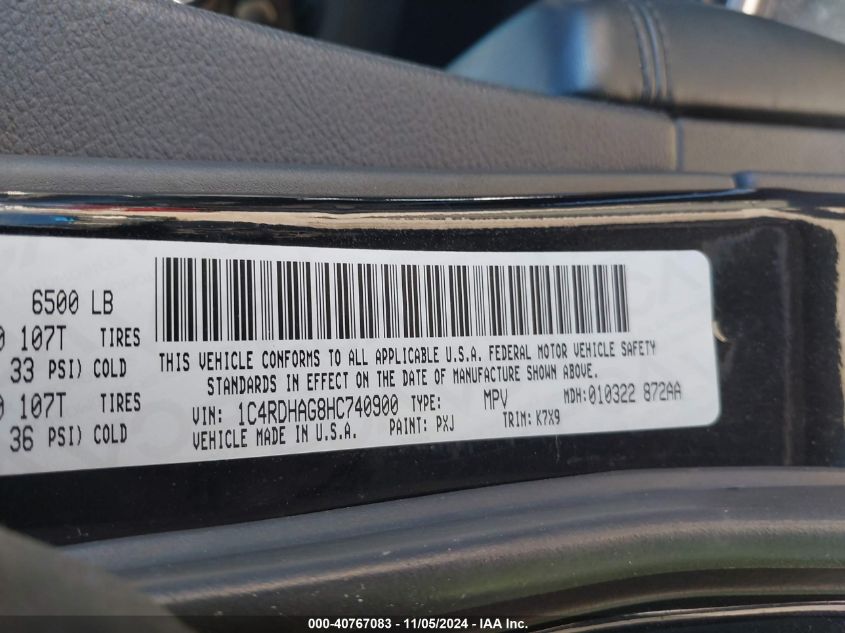 6500 LB
107T TIRES
33 PSI) COLD
107T TIRES
36 PSI) COLD
THIS VEHICLE CONFORMS TO ALL APPLICABLE U.S.A. FEDERAL MOTOR VEHICLE SAFETY
STANDARDS IN EFFECT ON THE DATE OF MANUFACTURE SHOWN ABOVE.
VIN: 1C4RDHAG8HC740900 TYPE: MPV MDH:010322 872AA
VEHICLE MADE IN U.S.A. PAINT: PXJ TRIM: K7X9
000-40767083 - 11/05/2024 - IAA Inc.